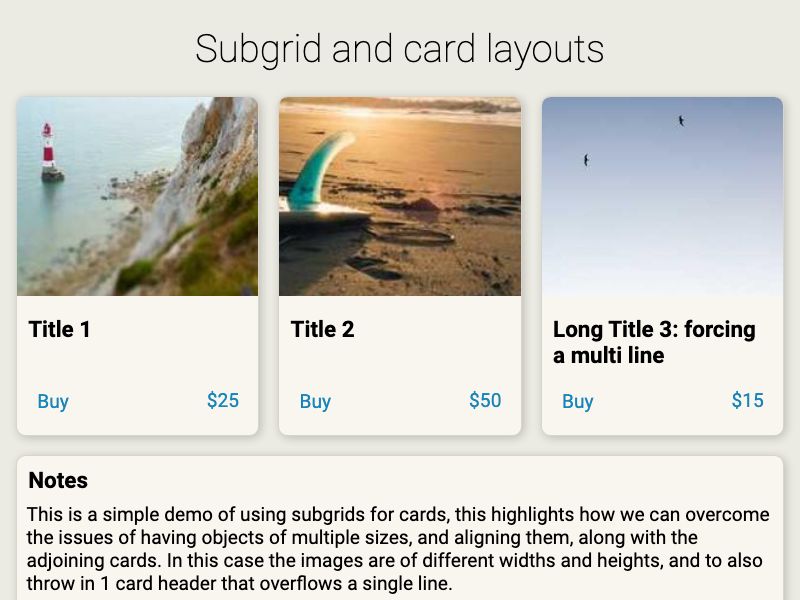 Subgrid and card layouts
Title 1
Buy
$25
Title 2
Buy
$50
Long Title 3: forcing
a multi line
Buy
$15
Notes
This is a simple demo of using subgrids for cards, this highlights how we can overcome
the issues of having objects of multiple sizes, and aligning them, along with the
adjoining cards. In this case the images are of different widths and heights, and to also
throw in 1 card header that overflows a single line.